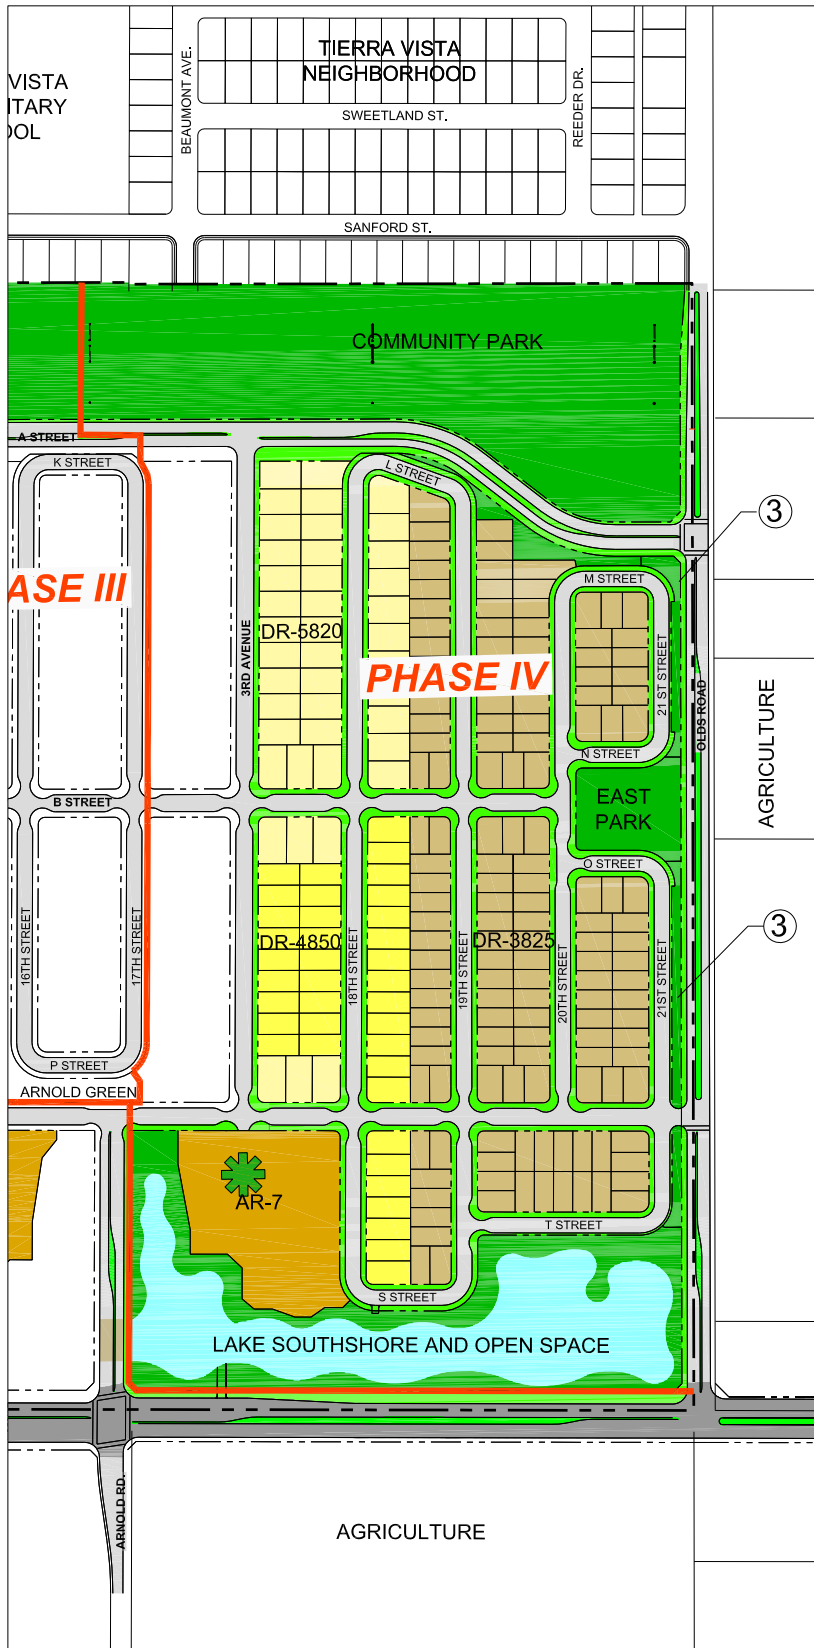 TIERRA VISTA
NEIGHBORHOOD
VISTA
ITARY
OOL
BEAUMONT AVE.
REEDER DR.
SWEETLAND ST.
SANFORD ST.
COMMUNITY PARK
A STREET
K STREET
L STREET
3
ASE III
M STREET
DR-5820
3RD AVENUE
PHASE IV
21 ST STREET
OLDS ROAD
AGRICULTURE
N STREET
B STREET
EAST
PARK
O STREET
3
DR-4850
DR-3825
16TH STREET
17TH STREET
18TH STREET
19TH STREET
20TH STREET
21ST STREET
P STREET
ARNOLD GREEN
AR-7
T STREET
S STREET
LAKE SOUTHSHORE AND OPEN SPACE
ARNOLD RD.
AGRICULTURE